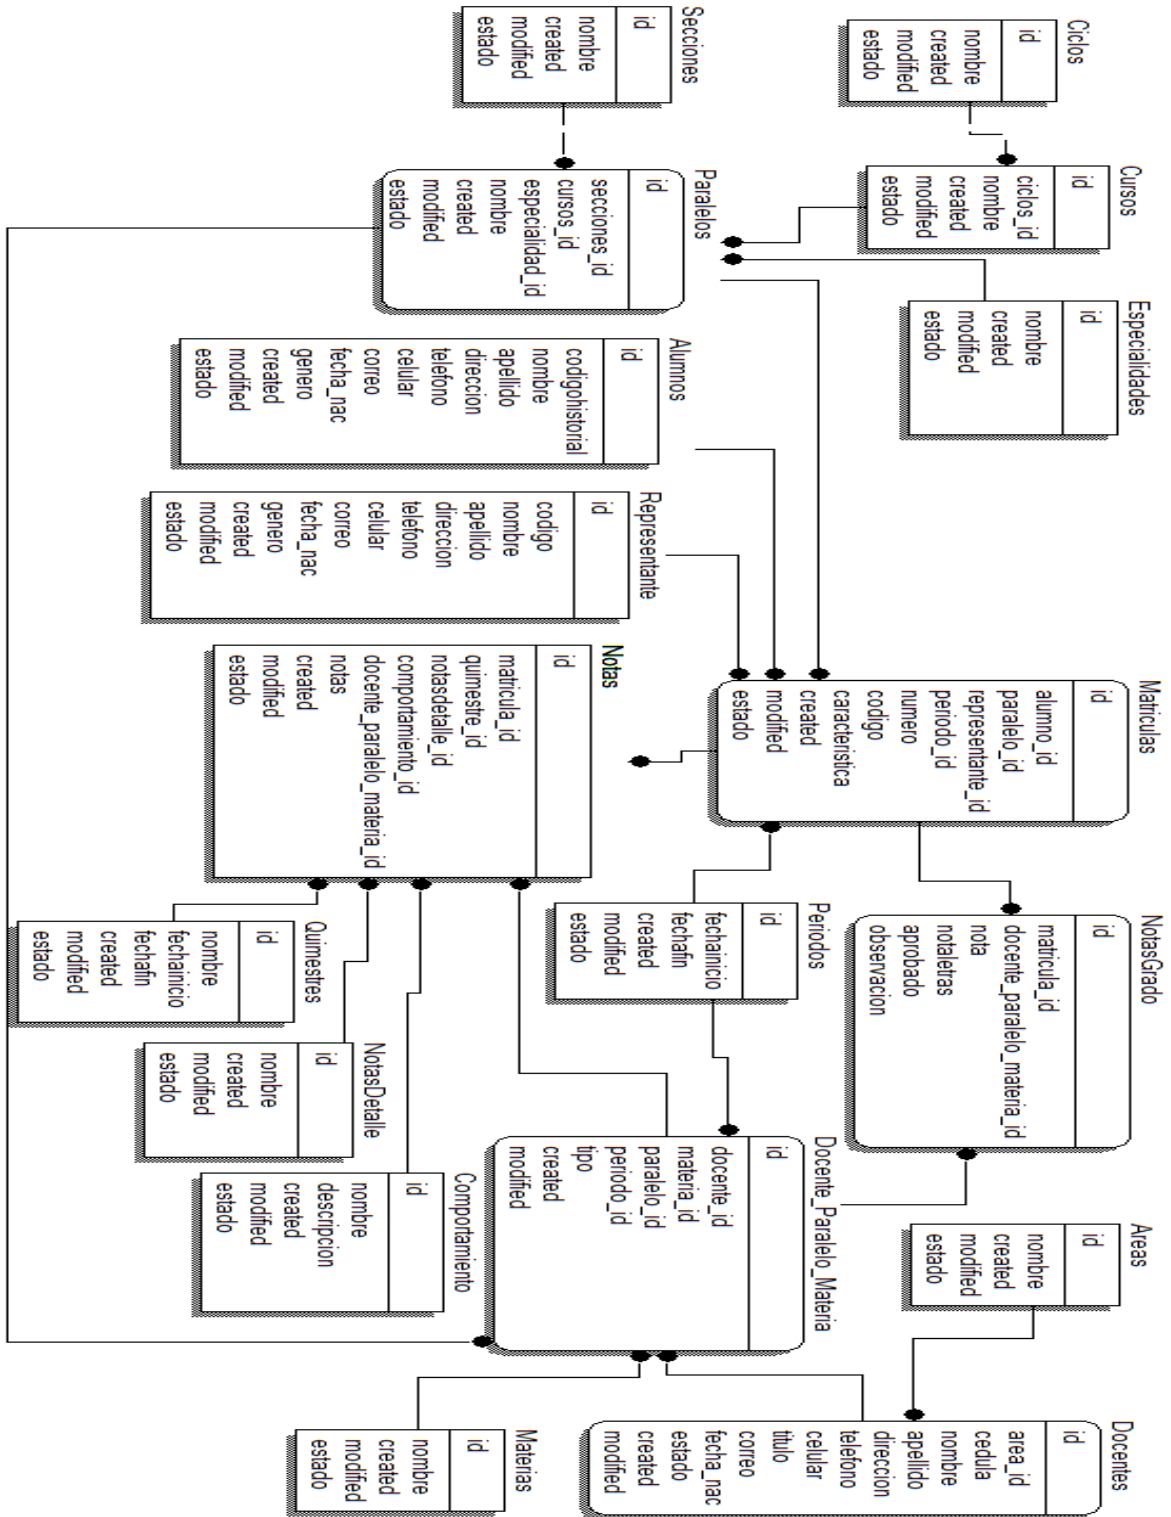 Ciclos
id
nombre
created
modified
estado
Cursos
id
ciclos_id
nombre
created
modified
estado
Especialidades
id
nombre
created
modified
estado
Secciones
id
nombre
created
modified
estado
Paralelos
id
secciones_id
cursos_id
especialidad_id
nombre
created
modified
estado
Alumnos
id
codigohistorial
nombre
apellido
direccion
telefono
celular
correo
fecha_nac
genero
created
modified
estado
Representante
id
codigo
nombre
apellido
direccion
telefono
celular
correo
fecha_nac
genero
created
modified
estado
Matriculas
id
alumno_id
paralelo_id
representante_id
periodo_id
numero
codigo
caracteristica
created
modified
estado
Notas
id
matricula_id
quimestre_id
notasdetalle_id
comportamiento_id
docente_paralelo_materia_id
notas
created
modified
estado
NotasGrado
id
matricula_id
docente_paralelo_materia_id
nota
notaletras
aprobado
observacion
Periodos
id
fechainicio
fechafin
created
modified
estado
Quimestres
id
nombre
fechainicio
fechafin
created
modified
estado
NotasDetalle
id
nombre
created
modified
estado
Comportamiento
id
nombre
descripcion
created
modified
estado
Docente_Paralelo_Materia
id
docente_id
materia_id
paralelo_id
periodo_id
tipo
created
modified
Areas
id
nombre
created
modified
estado
Docentes
id
area_id
cedula
nombre
apellido
direccion
telefono
celular
titulo
correo
fecha_nac
estado
created
modified
Materias
id
nombre
created
modified
estado